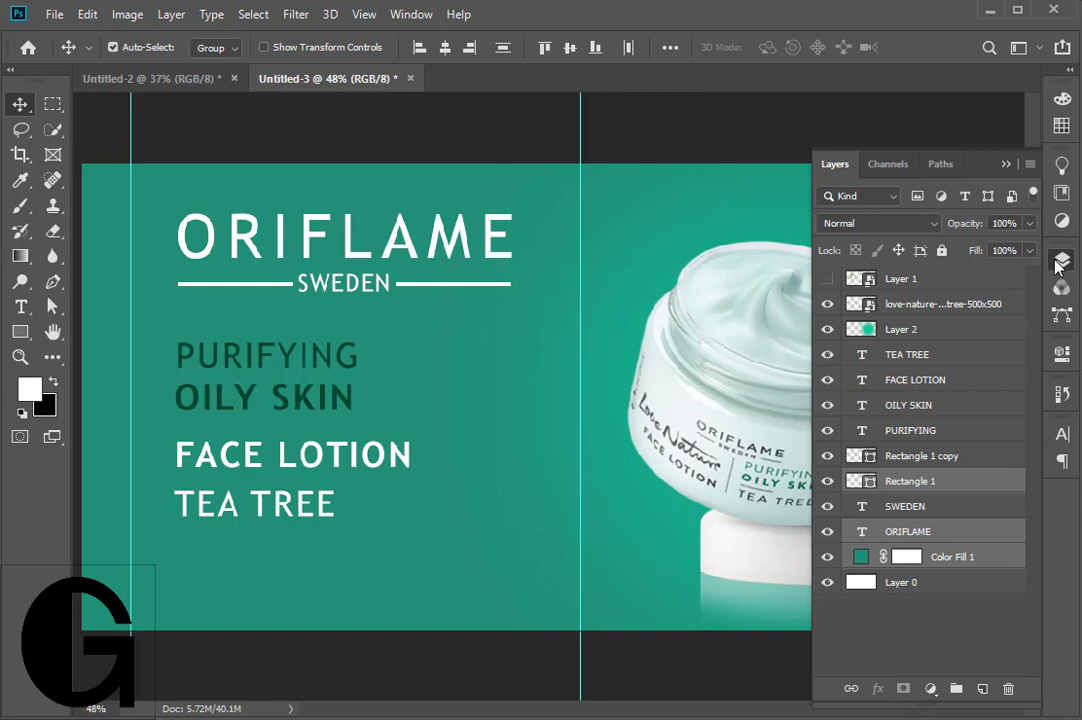 Ps File Edit Image Layer Type Select Filter 3D View Window Help
Auto-Select: Group Show Transform Controls 3D Mode:
Untitled-2 @ 37% (RGB/8) * × Untitled-3 @ 48% (RGB/8) * ×
Layers Channels Paths
Kind
Normal Opacity: 100%
Lock: Fill: 100%
Layer 1
love-nature-...tree-500x500
Layer 2
TEA TREE
FACE LOTION
OILY SKIN
PURIFYING
Rectangle 1 copy
Rectangle 1
SWEDEN
ORIFLAME
Color Fill 1
Layer 0
ORIFLAME
SWEDEN
PURIFYING
OILY SKIN
FACE LOTION
TEA TREE
ORIFLAME
SWEDEN
Love Nature
FACE LOTION
PURIFYIN
OILY SK
TEA TREE
G
48% Doc: 5.72M/40.1M